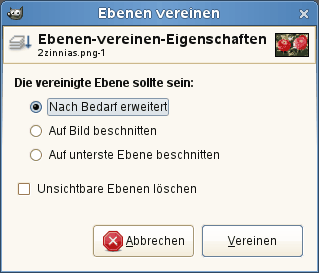 Ebenen vereinen
Ebenen-vereinen-Eigenschaften
2zinnias.png-1
Die vereinigte Ebene sollte sein:
Nach Bedarf erweitert
Auf Bild beschnitten
Auf unterste Ebene beschnitten
Unsichtbare Ebenen löschen
Abbrechen
Vereinen